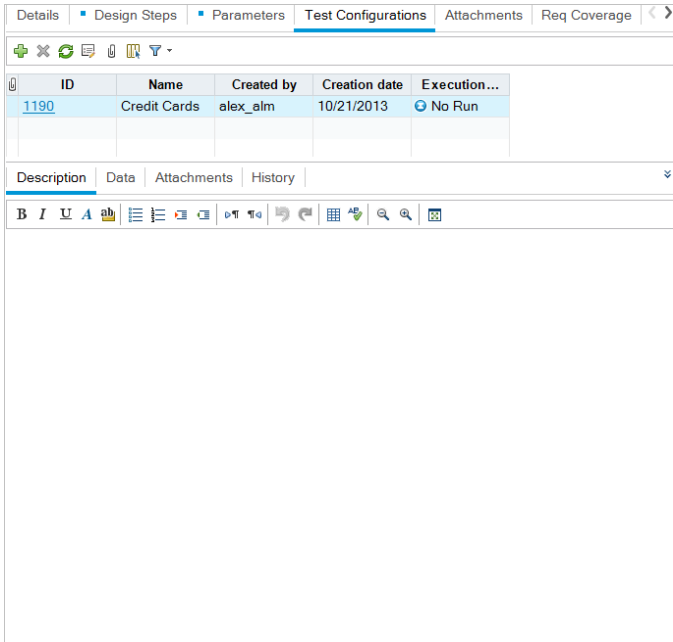 Details Design Steps Parameters Test Configurations Attachments Req Coverage
ID Name Created by Creation date Execution...
1190 Credit Cards alex_alm 10/21/2013 No Run
Description Data Attachments History
B I U A ab